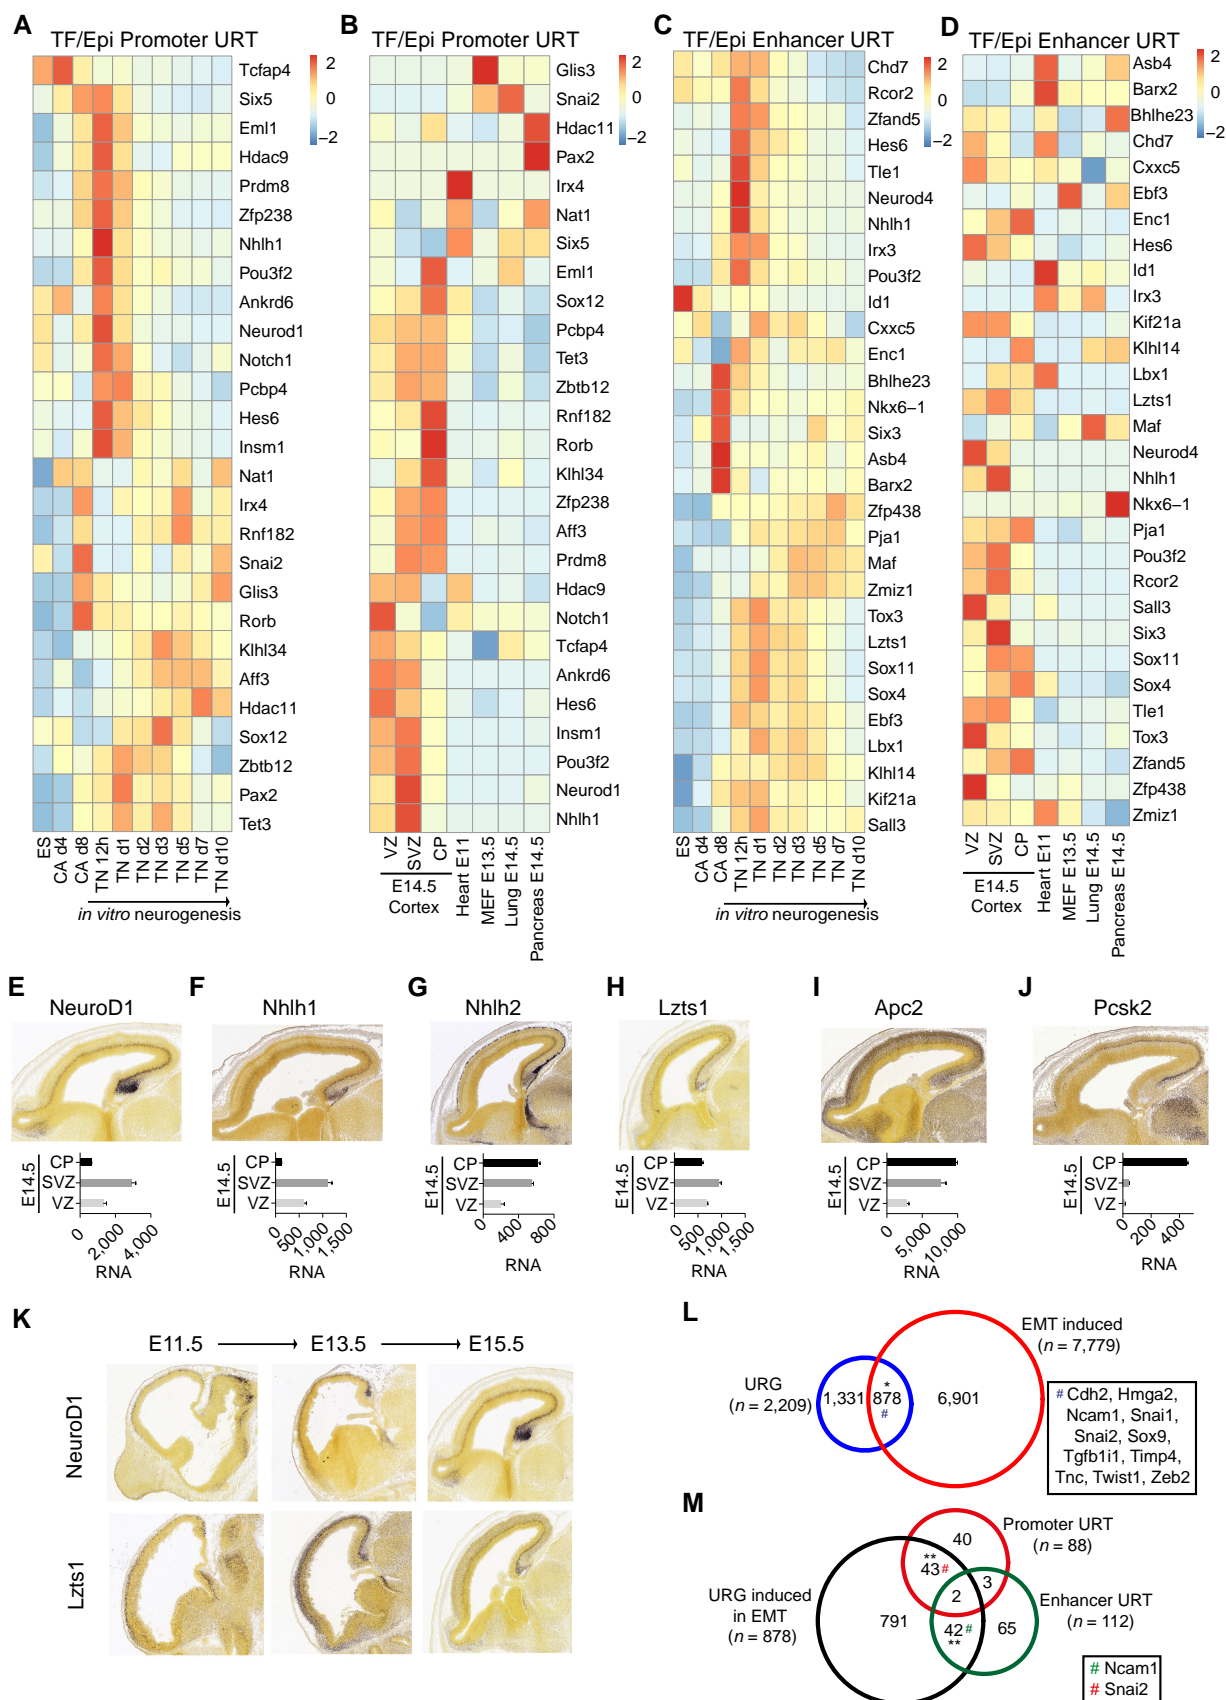 A
TF/Epi Promoter URT
2
0
−2
Tcfap4
Six5
Eml1
Hdac9
Prdm8
Zfp238
Nhlh1
Pou3f2
Ankrd6
Neurod1
Notch1
Pcbp4
Hes6
Insm1
Nat1
Irx4
Rnf182
Snai2
Glis3
Rorb
Klhl34
Aff3
Hdac11
Sox12
Zbtb12
Pax2
Tet3
ES
CA d4
CA d8
TN 12h
TN d1
TN d2
TN d3
TN d5
TN d7
TN d10
in vitro neurogenesis
B
TF/Epi Promoter URT
2
0
−2
Glis3
Snai2
Hdac11
Pax2
Irx4
Nat1
Six5
Eml1
Sox12
Pcbp4
Tet3
Zbtb12
Rnf182
Rorb
Klhl34
Zfp238
Aff3
Prdm8
Hdac9
Notch1
Tcfap4
Ankrd6
Hes6
Insm1
Pou3f2
Neurod1
Nhlh1
VZ
SVZ
CP
E14.5
Cortex
Heart E11
MEF E13.5
Lung E14.5
Pancreas E14.5
C
TF/Epi Enhancer URT
2
0
−2
Chd7
Rcor2
Zfand5
Hes6
Tle1
Neurod4
Nhlh1
Irx3
Pou3f2
Id1
Cxxc5
Enc1
Bhlhe23
Nkx6−1
Six3
Asb4
Barx2
Zfp438
Pja1
Maf
Zmiz1
Tox3
Lzts1
Sox11
Sox4
Ebf3
Lbx1
Klhl14
Kif21a
Sall3
ES
CA d4
CA d8
TN 12h
TN d1
TN d2
TN d3
TN d5
TN d7
TN d10
in vitro neurogenesis
D
TF/Epi Enhancer URT
2
0
−2
Asb4
Barx2
Bhlhe23
Chd7
Cxxc5
Ebf3
Enc1
Hes6
Id1
Irx3
Kif21a
Klhl14
Lbx1
Lzts1
Maf
Neurod4
Nhlh1
Nkx6−1
Pja1
Pou3f2
Rcor2
Sall3
Six3
Sox11
Sox4
Tle1
Tox3
Zfand5
Zfp438
Zmiz1
VZ
SVZ
CP
E14.5
Cortex
Heart E11
MEF E13.5
Lung E14.5
Pancreas E14.5
E
NeuroD1
E14.5
CP
SVZ
VZ
0
2,000
4,000
RNA
F
Nhlh1
E14.5
CP
SVZ
VZ
0
500
1,000
1,500
RNA
G
Nhlh2
E14.5
CP
SVZ
VZ
0
400
800
RNA
H
Lzts1
E14.5
CP
SVZ
VZ
0
500
1,000
1,500
RNA
I
Apc2
E14.5
CP
SVZ
VZ
0
5,000
10,000
RNA
J
Pcsk2
E14.5
CP
SVZ
VZ
0
200
400
RNA
K
E11.5
E13.5
E15.5
NeuroD1
Lzts1
L
URG
(n = 2,209)
1,331
*
878
#
6,901
EMT induced
(n = 7,779)
# Cdh2, Hmga2,
Ncam1, Snai1,
Snai2, Sox9,
Tgfb1i1, Timp4,
Tnc, Twist1, Zeb2
M
URG induced
in EMT
(n = 878)
791
40
**
43#
2
3
42#
**
65
Promoter URT
(n = 88)
Enhancer URT
(n = 112)
# Ncam1
# Snai2